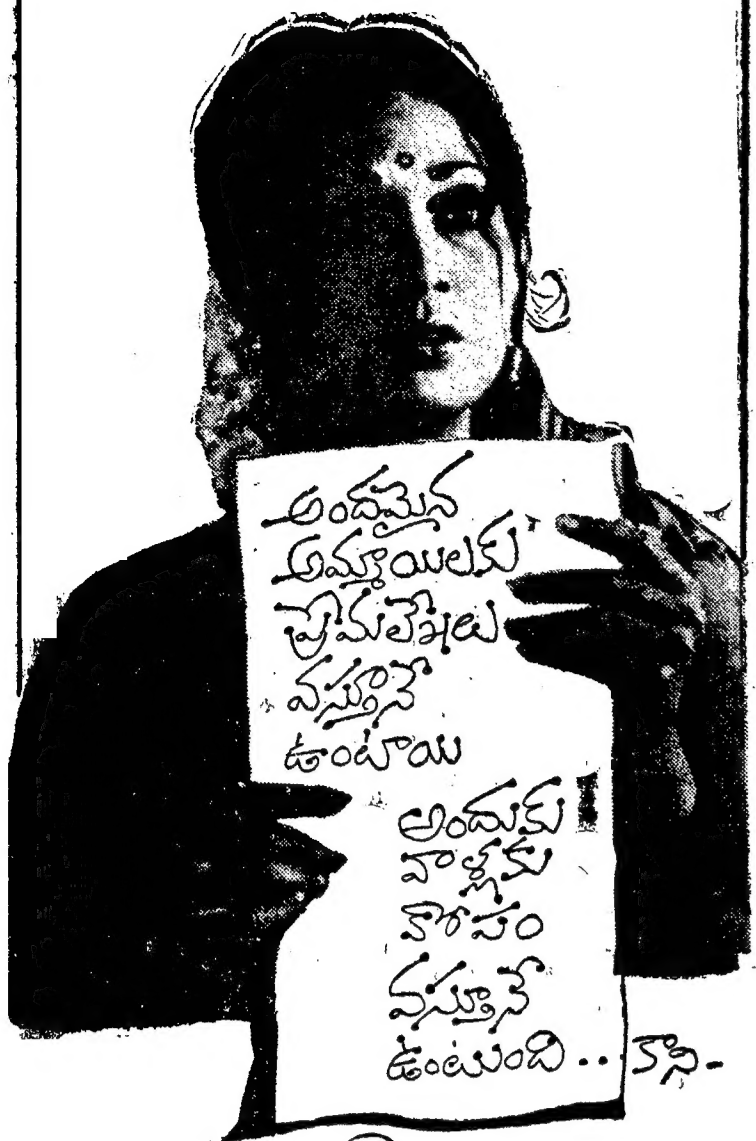 అందమైన
అమ్మాయిలకు
ప్రేమలేఖలు
వస్తూనే
ఉంటాయి
అందుకు
వాళ్లకు
కోపం
వస్తూనే
ఉంటుంది... కాని-